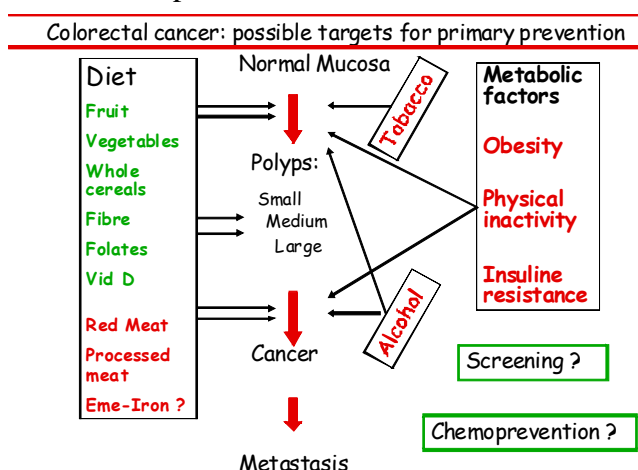 Colorectal cancer: possible targets for primary prevention
Diet
Fruit
Vegetables
Whole
cereals
Fibre
Folates
Vid D
Red Meat
Processed
meat
Eme-Iron ?
Normal Mucosa
Polyps:
Small
Medium
Large
Cancer
Metastasis
Tabacco
Alcohol
Metabolic
factors
Obesity
Physical
inactivity
Insuline
resistance
Screening ?
Chemoprevention ?